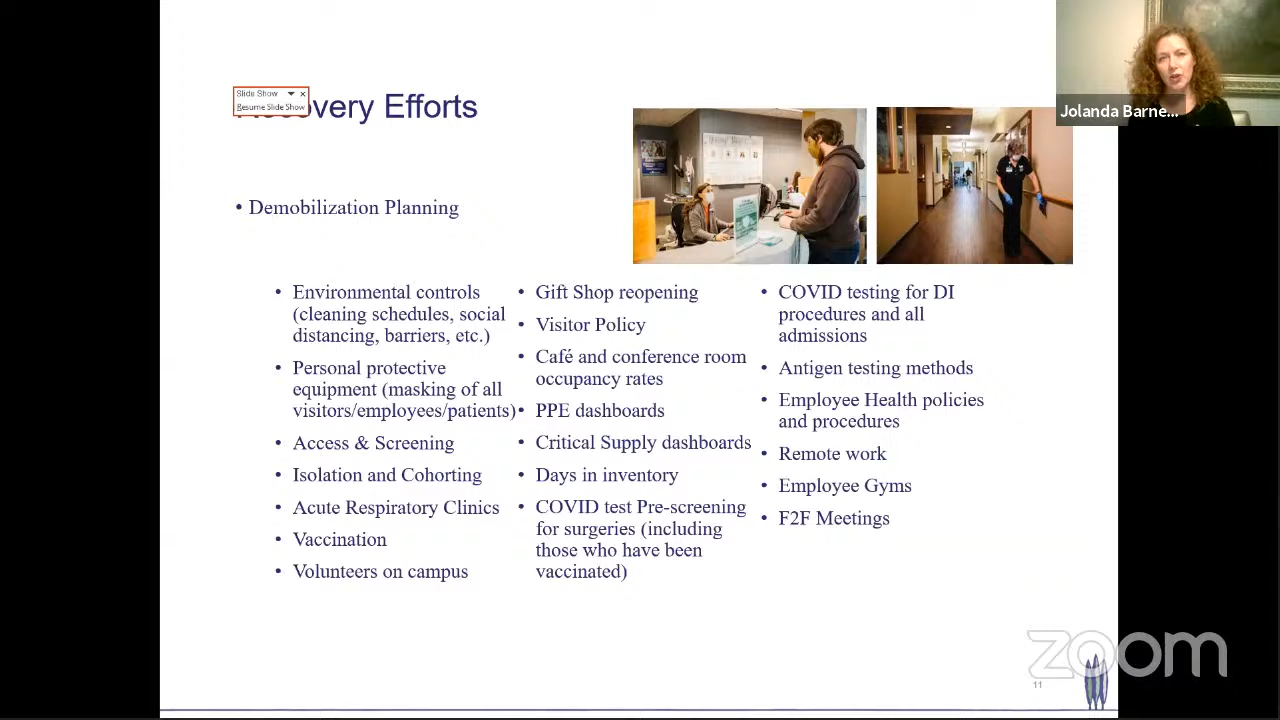 Slide Show
Resume Slide Show
very Efforts
Jolanda Barne...
• Demobilization Planning
• Environmental controls
(cleaning schedules, social
distancing, barriers, etc.)
• Personal protective
equipment (masking of all
visitors/employees/patients)
• Access & Screening
• Isolation and Cohorting
• Acute Respiratory Clinics
• Vaccination
• Volunteers on campus
• Gift Shop reopening
• Visitor Policy
• Café and conference room
occupancy rates
• PPE dashboards
• Critical Supply dashboards
• Days in inventory
• COVID test Pre-screening
for surgeries (including
those who have been
vaccinated)
• COVID testing for DI
procedures and all
admissions
• Antigen testing methods
• Employee Health policies
and procedures
• Remote work
• Employee Gyms
• F2F Meetings
zoom
11